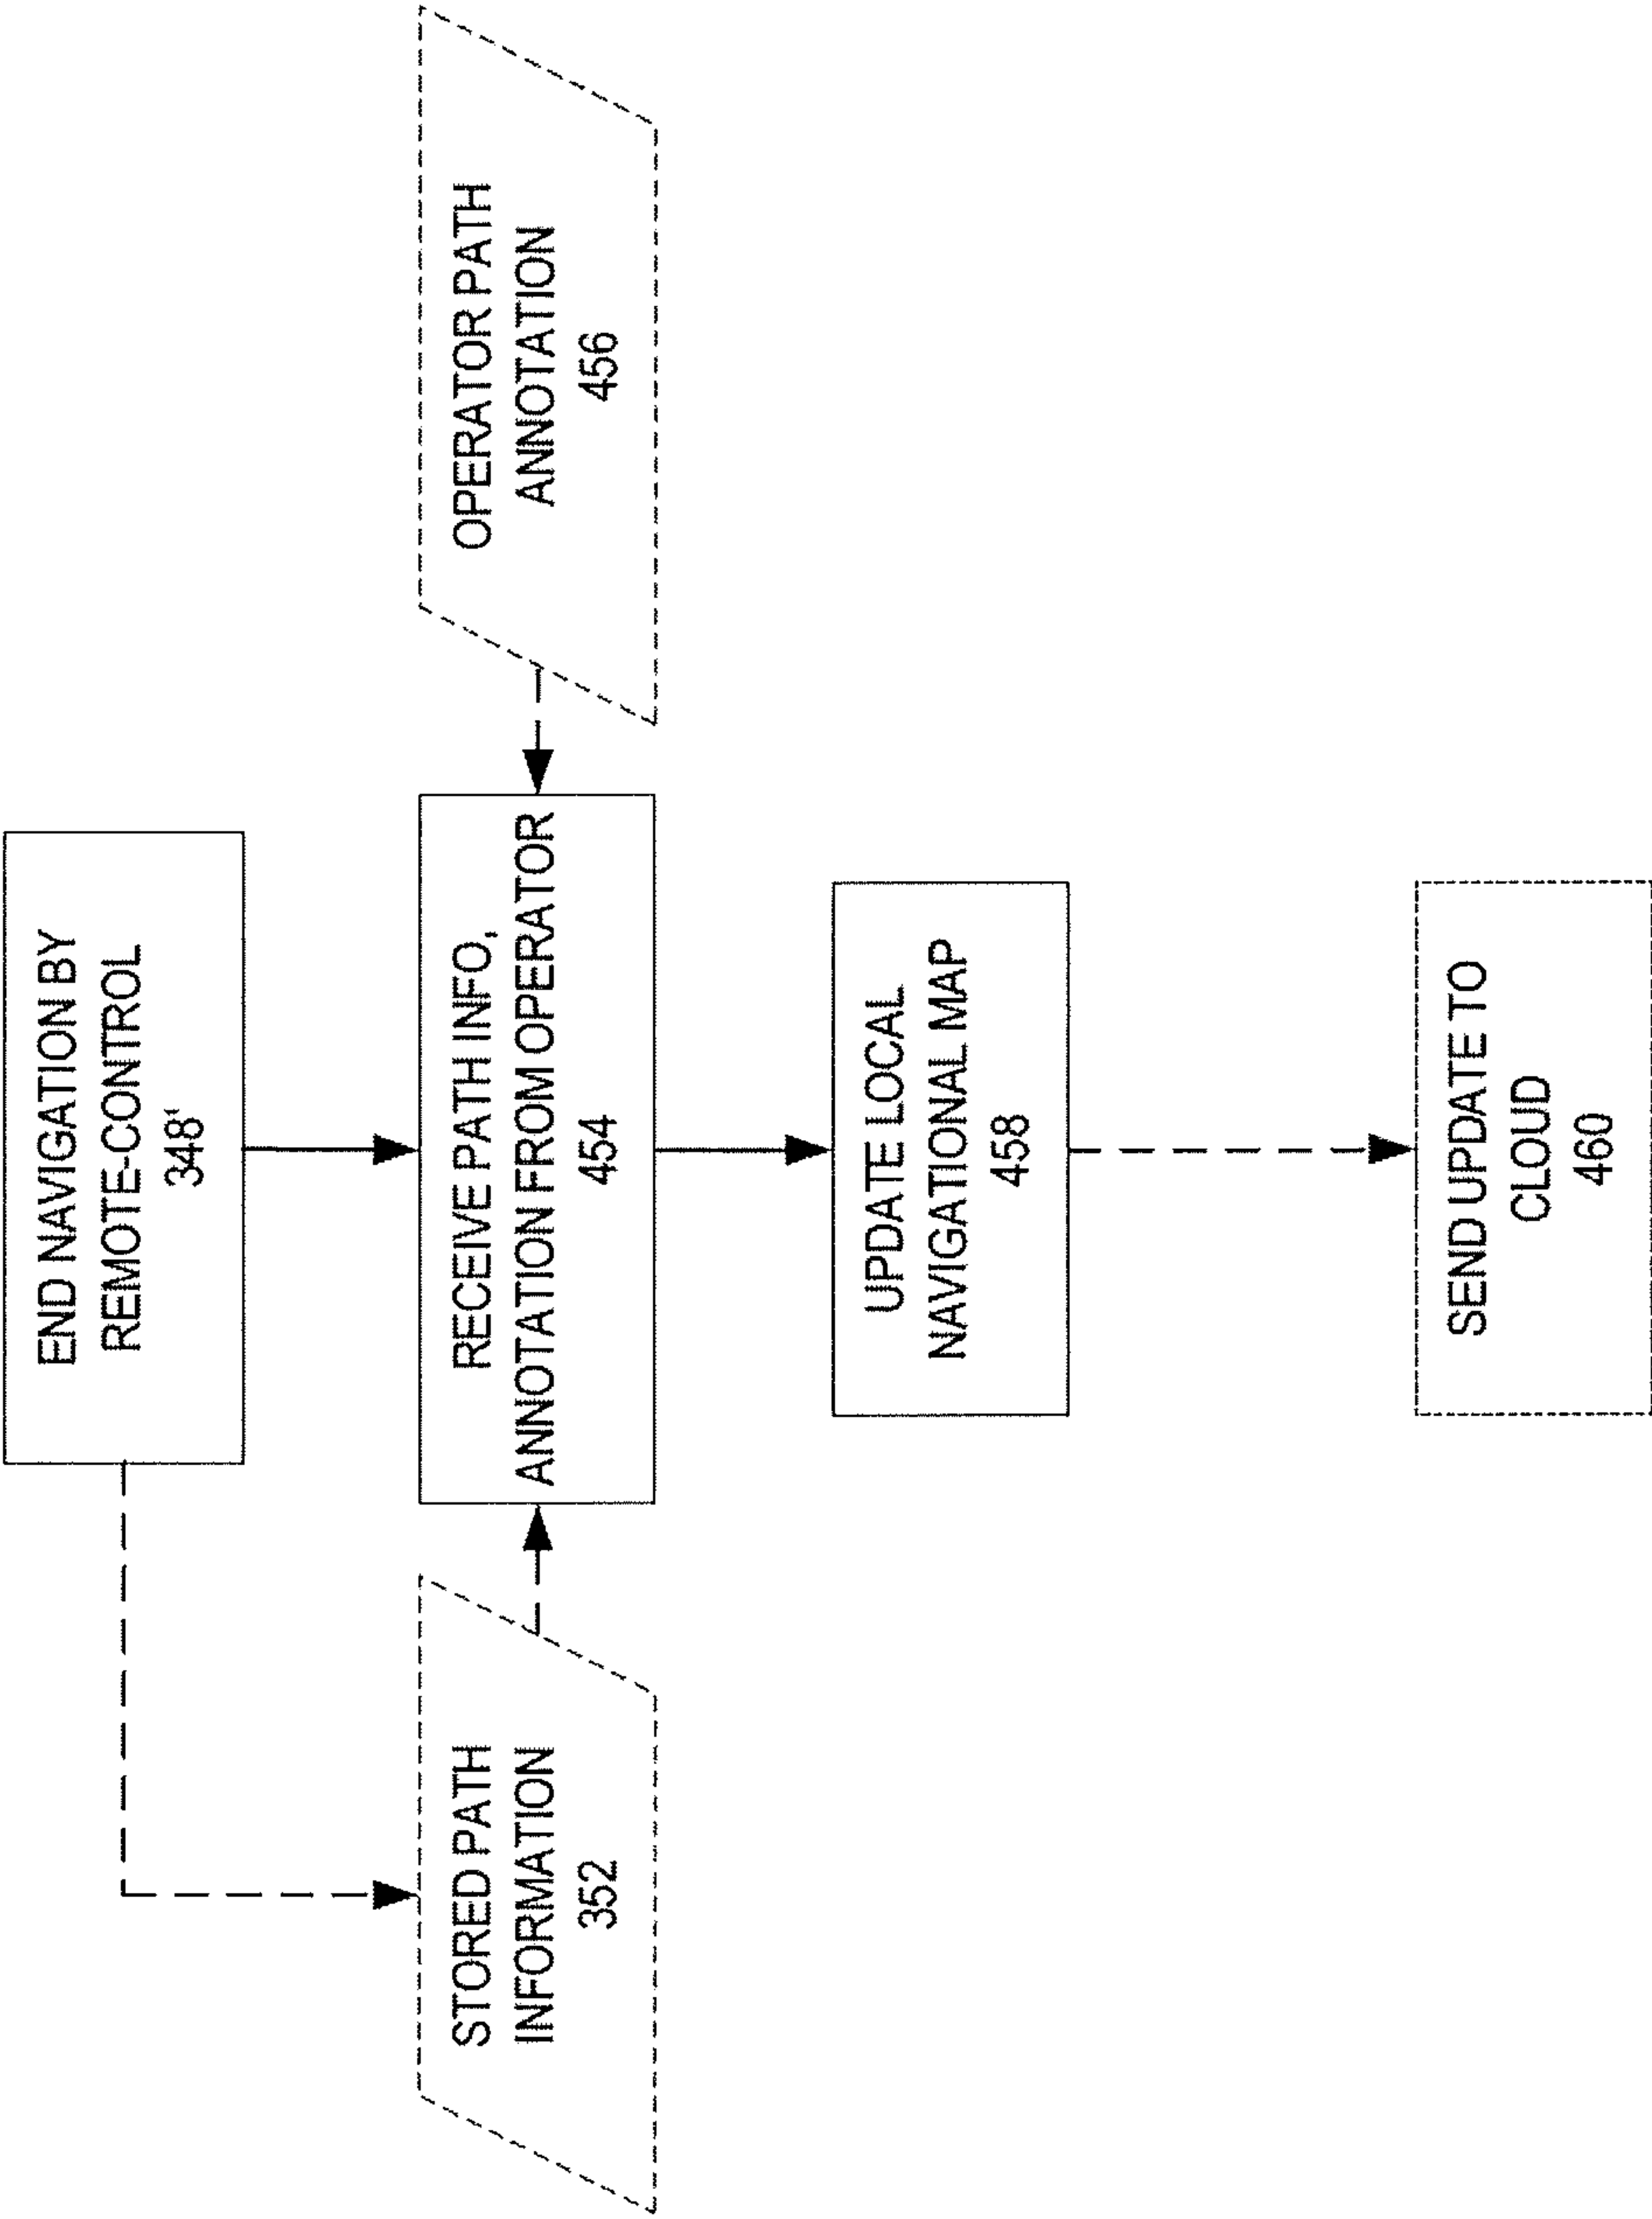 END NAVIGATION BY
REMOTE-CONTROL
348'
STORED PATH
INFORMATION
352
RECEIVE PATH INFO,
ANNOTATION FROM OPERATOR
454
OPERATOR PATH
ANNOTATION
456
UPDATE LOCAL
NAVIGATIONAL MAP
458
SEND UPDATE TO
CLOUD
460